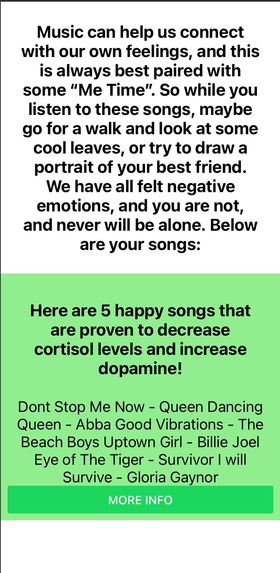 Music can help us connect
with our own feelings, and this
is always best paired with
some “Me Time”. So while you
listen to these songs, maybe
go for a walk and look at some
cool leaves, or try to draw a
portrait of your best friend.
We have all felt negative
emotions, and you are not,
and never will be alone. Below
are your songs:
Here are 5 happy songs that
are proven to decrease
cortisol levels and increase
dopamine!
Dont Stop Me Now - Queen Dancing
Queen - Abba Good Vibrations - The
Beach Boys Uptown Girl - Billie Joel
Eye of The Tiger - Survivor I will
Survive - Gloria Gaynor
MORE INFO